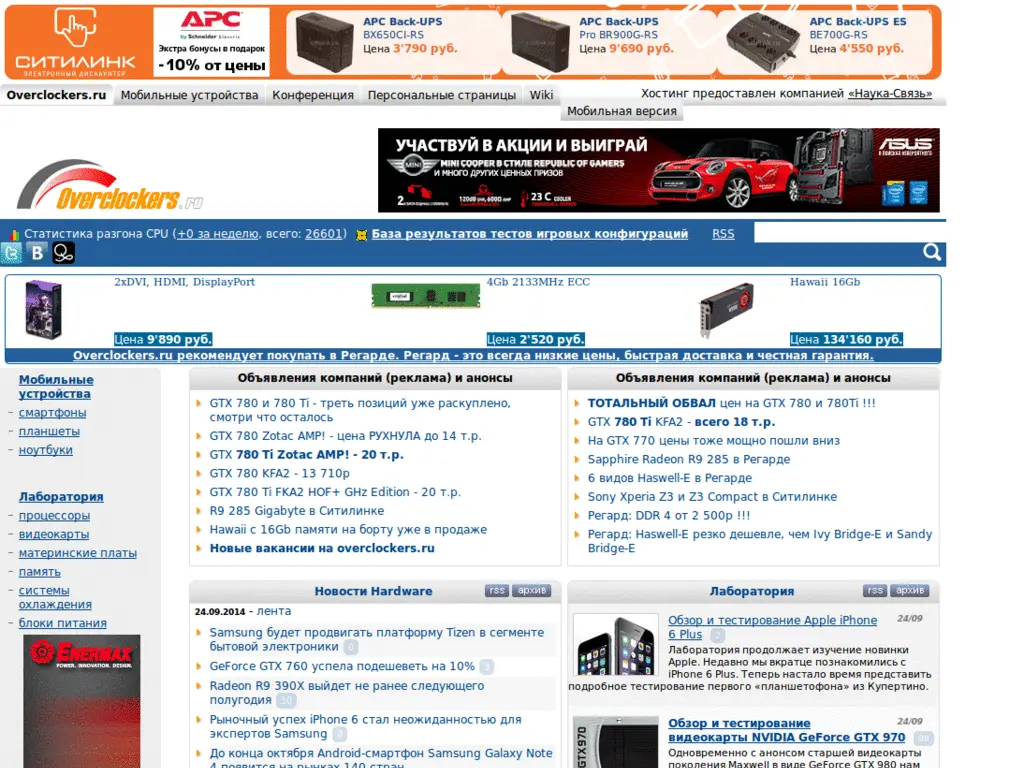 СИТИЛИНК
ЭЛЕКТРОННЫЙ ДИСКАУНТЕР
APC
by Schneider Electric
Экстра бонусы в подарок
-10% от цены
APC Back-UPS
BX650CI-RS
Цена 3'790 руб.
APC Back-UPS
Pro BR900G-RS
Цена 9'690 руб.
APC Back-UPS ES
BE700G-RS
Цена 4'550 руб.
Overclockers.ru
Мобильные устройства
Конференция
Персональные страницы
Wiki
Хостинг предоставлен компанией «Наука-Связь»
Мобильная версия
Overclockers.ru
УЧАСТВУЙ В АКЦИИ И ВЫИГРАЙ
MINI
MINI COOPER В СТИЛЕ REPUBLIC OF GAMERS
И МНОГО ДРУГИХ ЦЕННЫХ ПРИЗОВ
ASUS
В ПОИСКАХ НЕВЕРОЯТНОГО
Статистика разгона CPU (+0 за неделю, всего: 26601)
База результатов тестов игровых конфигураций
RSS
B
2xDVI, HDMI, DisplayPort
Цена 9'890 руб.
4Gb 2133MHz ECC
Цена 2'520 руб.
Hawaii 16Gb
Цена 134'160 руб.
Overclockers.ru рекомендует покупать в Регарде. Регард - это всегда низкие цены, быстрая доставка и честная гарантия.
Мобильные
устройства
смартфоны
планшеты
ноутбуки
Лаборатория
процессоры
видеокарты
материнские платы
память
системы
охлаждения
блоки питания
ENERMAX
POWER. INNOVATION. DESIGN.
Объявления компаний (реклама) и анонсы
GTX 780 и 780 Ti - треть позиций уже раскуплено,
смотри что осталось
GTX 780 Zotac AMP! - цена РУХНУЛА до 14 т.р.
GTX 780 Ti Zotac AMP! - 20 т.р.
GTX 780 KFA2 - 13 710р
GTX 780 Ti FKA2 HOF+ GHz Edition - 20 т.р.
R9 285 Gigabyte в Ситилинке
Hawaii с 16Gb памяти на борту уже в продаже
Новые вакансии на overclockers.ru
Объявления компаний (реклама) и анонсы
ТОТАЛЬНЫЙ ОБВАЛ цен на GTX 780 и 780Ti !!!
GTX 780 Ti KFA2 - всего 18 т.р.
На GTX 770 цены тоже мощно пошли вниз
Sapphire Radeon R9 285 в Регарде
6 видов Haswell-E в Регарде
Sony Xperia Z3 и Z3 Compact в Ситилинке
Регард: DDR 4 от 2 500р !!!
Регард: Haswell-E резко дешевле, чем Ivy Bridge-E и Sandy
Bridge-E
Новости Hardware
rss
архив
24.09.2014 - лента
Samsung будет продвигать платформу Tizen в сегменте
бытовой электроники
GeForce GTX 760 успела подешеветь на 10%
Radeon R9 390X выйдет не ранее следующего
полугодия
Рыночный успех iPhone 6 стал неожиданностью для
экспертов Samsung
До конца октября Android-смартфон Samsung Galaxy Note
4 появится на рынках 140 стран
Лаборатория
rss
архив
Обзор и тестирование Apple iPhone
6 Plus
24/09
Лаборатория продолжает изучение новинки
Apple. Недавно мы вкратце познакомились с
iPhone 6 Plus. Теперь настало время представить
подробное тестирование первого «планшетофона» из Купертино.
GTX970
Обзор и тестирование
видеокарты NVIDIA GeForce GTX 970
24/09
Одновременно с анонсом старшей видеокарты
поколения Maxwell в виде GeForce GTX 980 нам